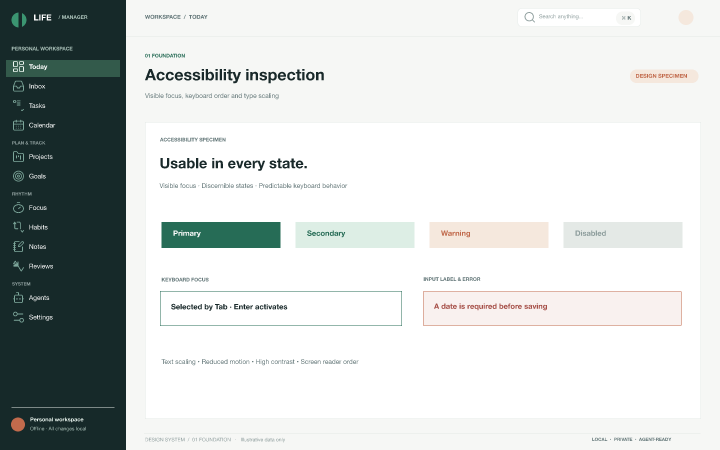 LIFE / MANAGER
PERSONAL WORKSPACE
Today
Inbox
Tasks
Calendar
PLAN & TRACK
Projects
Goals
RHYTHM
Focus
Habits
Notes
Reviews
SYSTEM
Agents
Settings
Personal workspace
Offline · All changes local
WORKSPACE / TODAY
Search anything...
⌘ K
01 FOUNDATION
Accessibility inspection
Visible focus, keyboard order and type scaling
DESIGN SPECIMEN
ACCESSIBILITY SPECIMEN
Usable in every state.
Visible focus · Discernible states · Predictable keyboard behavior
Primary
Secondary
Warning
Disabled
KEYBOARD FOCUS
Selected by Tab · Enter activates
INPUT LABEL & ERROR
A date is required before saving
Text scaling • Reduced motion • High contrast • Screen reader order
DESIGN SYSTEM / 01 FOUNDATION · Illustrative data only
LOCAL · PRIVATE · AGENT-READY